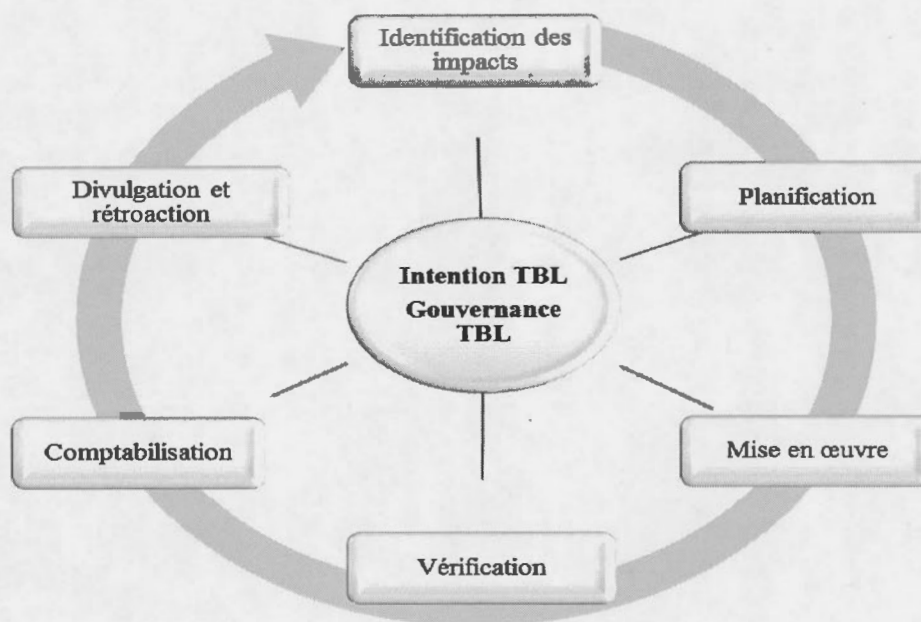 Identification des
impacts
Planification
Mise en œuvre
Vérification
Comptabilisation
Divulgation et
rétroaction
Intention TBL
Gouvernance
TBL